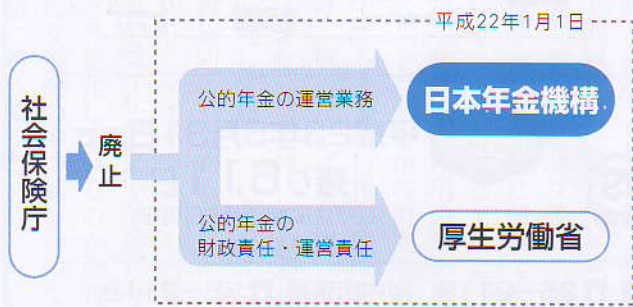 平成22年1月1日
社会保険庁
廃止
公的年金の運営業務
日本年金機構
公的年金の
財政責任・運営責任
厚生労働省